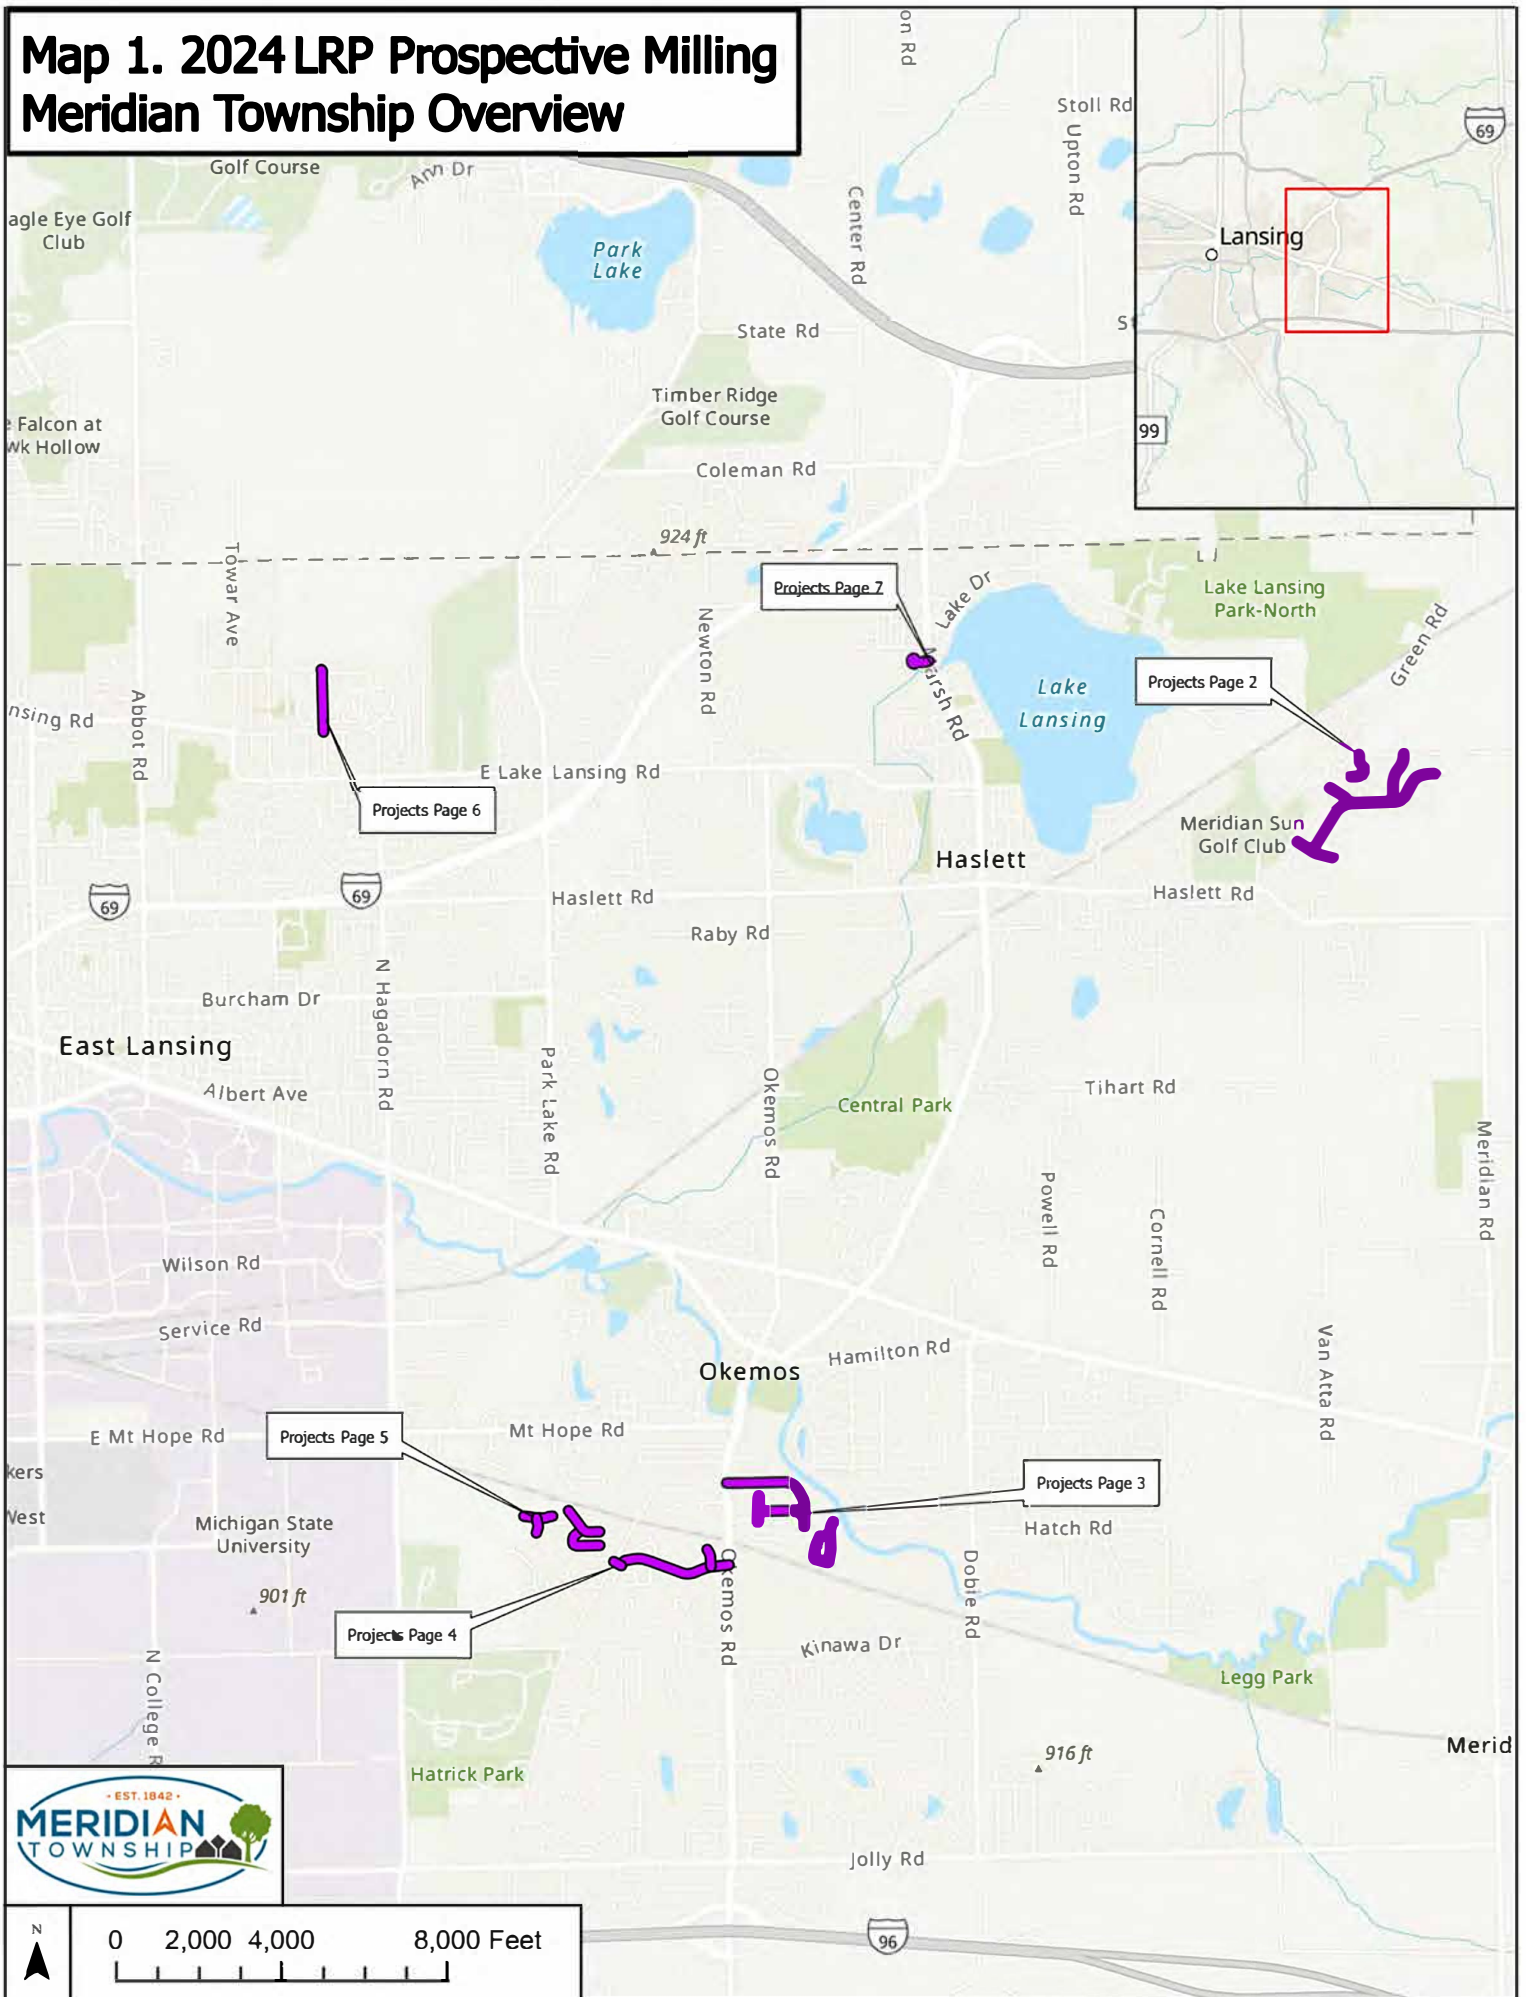 Map 1. 2024 LRP Prospective Milling
Meridian Township Overview
on Rd
Stoll Rd
Upton Rd
69
Golf Course
Ann Dr
agle Eye Golf
Club
Center Rd
Park
Lake
Lansing
State Rd
Timber Ridge
Golf Course
e Falcon at
wk Hollow
99
Coleman Rd
924 ft
Towar Ave
Projects Page 7
Lake Dr
Lake Lansing
Park-North
Green Rd
Newton Rd
Marsh Rd
Projects Page 2
Lake
Lansing
nsing Rd
Abbot Rd
E Lake Lansing Rd
Projects Page 6
Meridian Sun
Golf Club
Haslett
69
69
Haslett Rd
Haslett Rd
Raby Rd
N Hagadorn Rd
Burcham Dr
East Lansing
Albert Ave
Park Lake Rd
Okemos Rd
Central Park
Tihart Rd
Meridian Rd
Powell Rd
Cornell Rd
Wilson Rd
Service Rd
Hamilton Rd
Van Atta Rd
Okemos
E Mt Hope Rd
Projects Page 5
Mt Hope Rd
kers
West
Projects Page 3
Michigan State
University
Hatch Rd
901 ft
Okemos Rd
Dobie Rd
Projects Page 4
Kinawa Dr
N College R
Legg Park
Merid
916 ft
Hatrick Park
• EST. 1842 •
MERIDIAN
TOWNSHIP
Jolly Rd
N
0 2,000 4,000 8,000 Feet
96